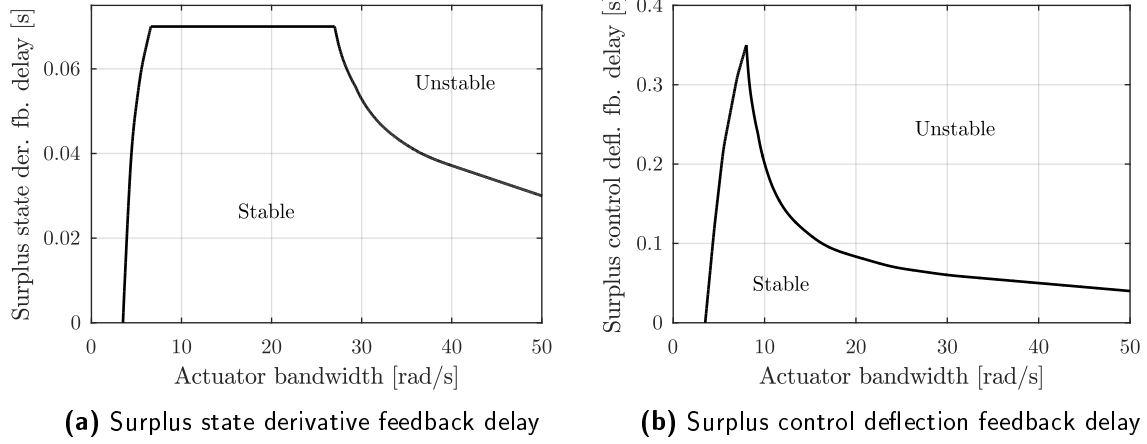 Surplus state der. fb. delay [s]
0.06
0.04
0.02
0
Unstable
Stable
0 10 20 30 40 50
Actuator bandwidth [rad/s]
(a) Surplus state derivative feedback delay
Surplus control defl. fb. delay [s]
0.4
0.3
0.2
0.1
0
Unstable
Stable
0 10 20 30 40 50
Actuator bandwidth [rad/s]
(b) Surplus control deflection feedback delay